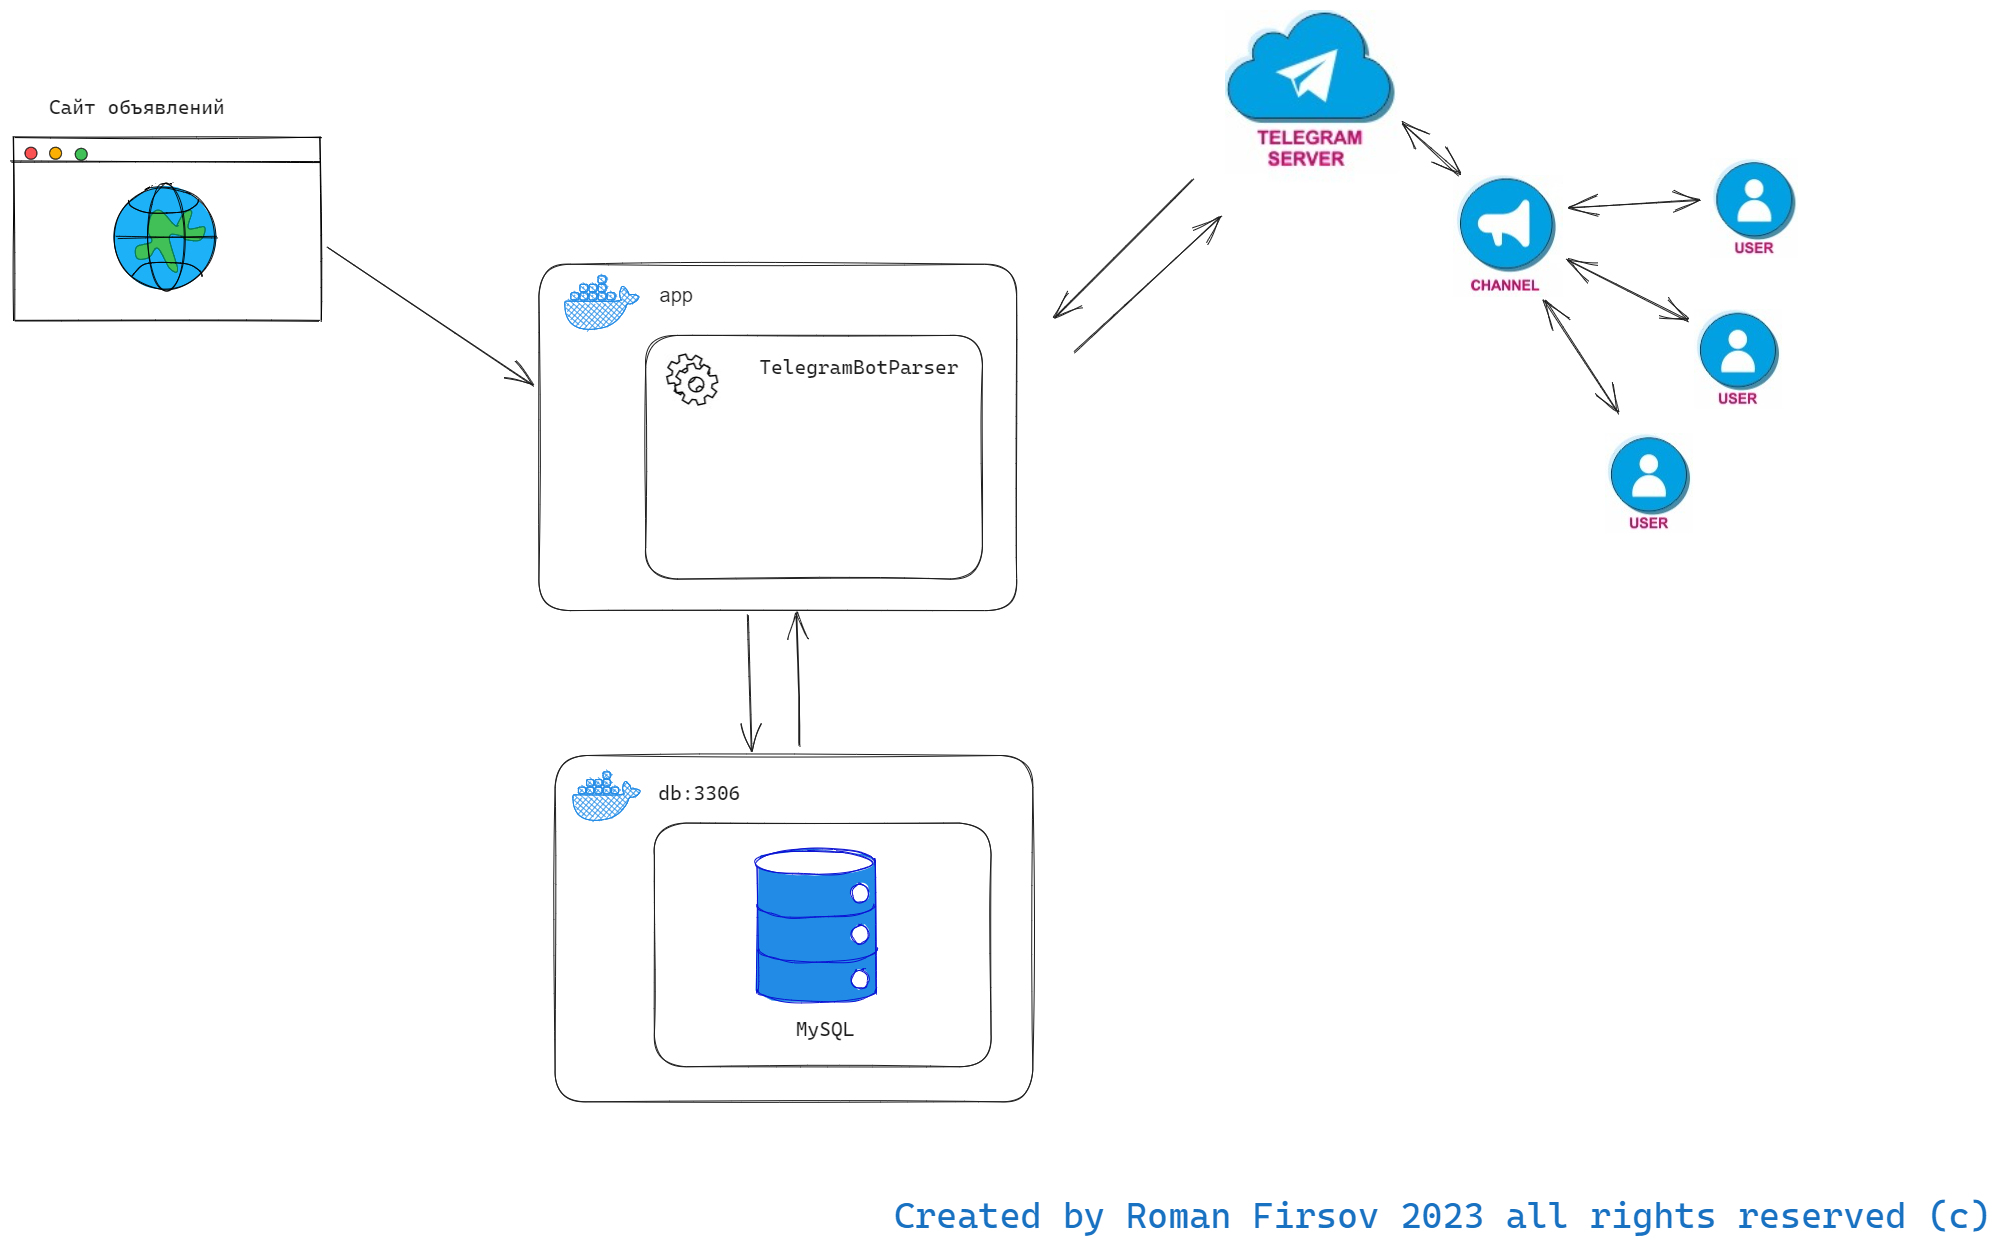 Сайт объявлений
TELEGRAM
SERVER
CHANNEL
USER
USER
USER
app
TelegramBotParser
db:3306
MySQL
Created by Roman Firsov 2023 all rights reserved (c)